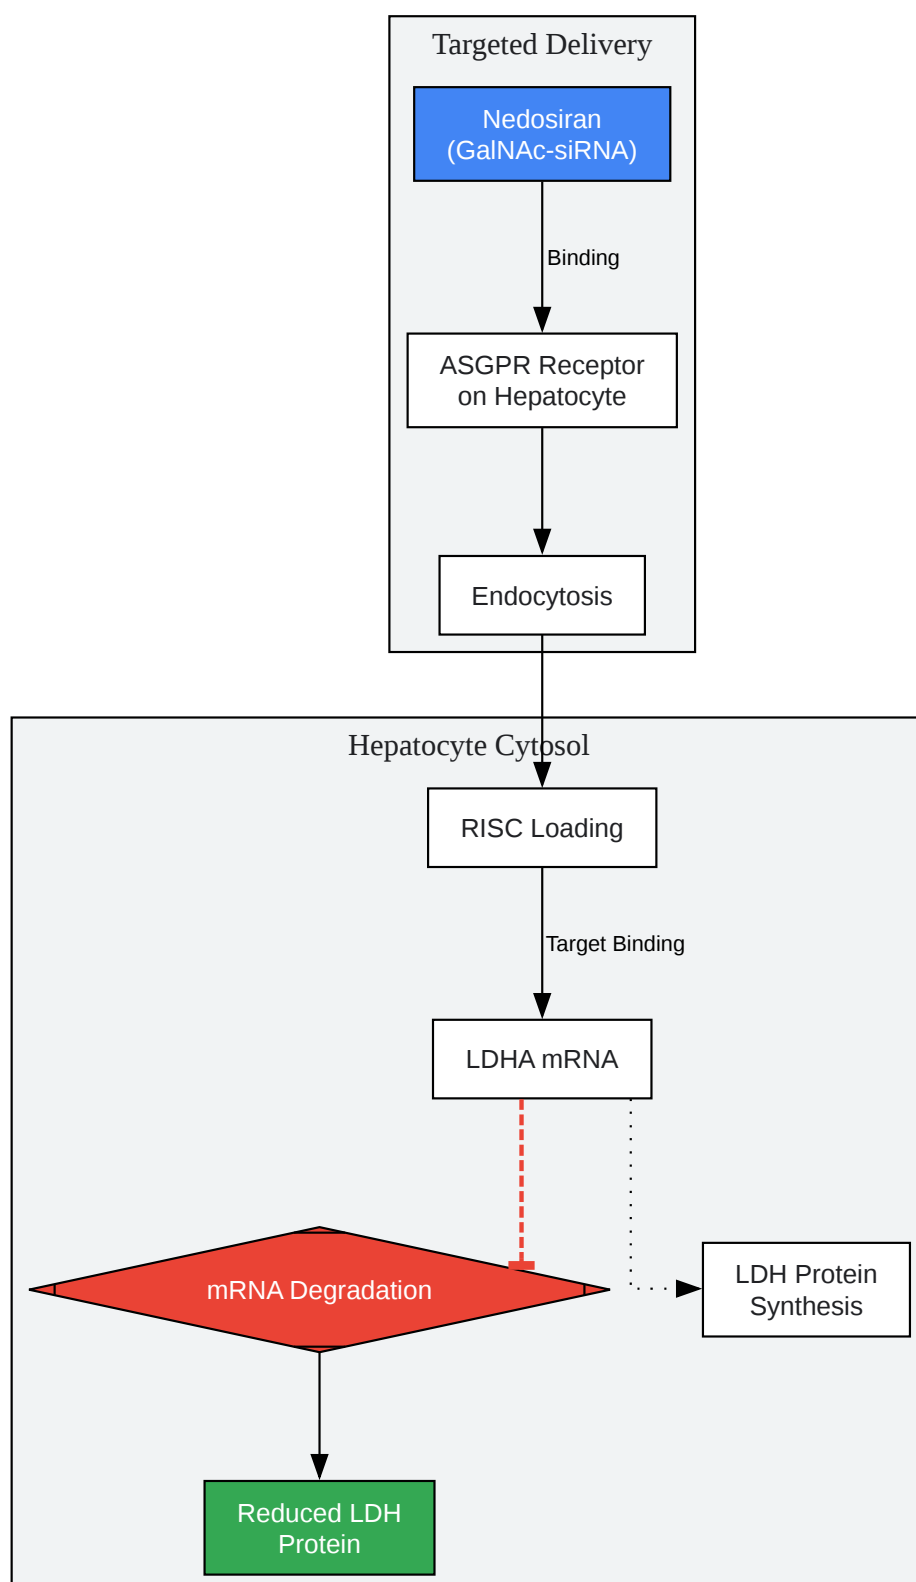 Targeted Delivery
Nedosiran
(GalNAc-siRNA)
Binding
ASGPR Receptor
on Hepatocyte
Endocytosis
Hepatocyte Cytosol
RISC Loading
Target Binding
LDHA mRNA
mRNA Degradation
LDH Protein
Synthesis
Reduced LDH
Protein